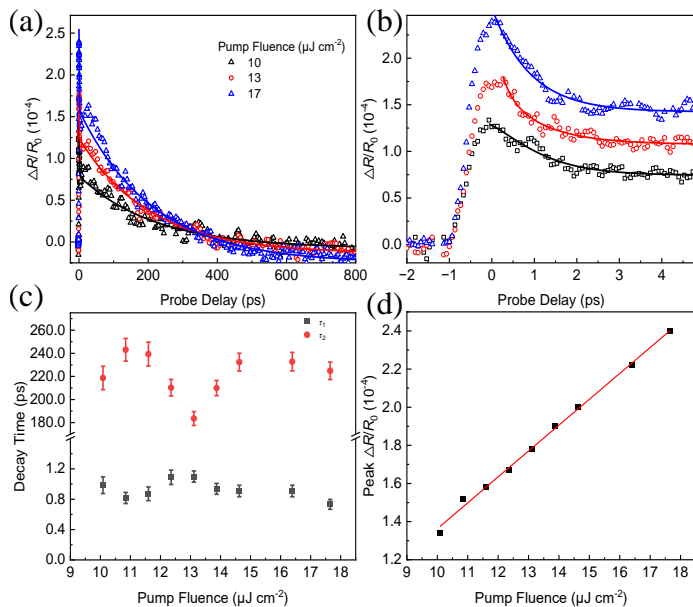 (a)
Pump Fluence (µJ cm⁻²)
10
13
17
ΔR/R₀ (10⁻⁴)
2.5
2.0
1.5
1.0
0.5
0.0
0 200 400 600 800
Probe Delay (ps)
(b)
ΔR/R₀ (10⁻⁴)
2.5
2.0
1.5
1.0
0.5
0.0
−2 −1 0 1 2 3 4
Probe Delay (ps)
(c)
τ₁
τ₂
Decay Time (ps)
260.0
240.0
220.0
200.0
180.0
1.2
0.8
0.4
0.0
9 10 11 12 13 14 15 16 17 18
Pump Fluence (µJ cm⁻²)
(d)
Peak ΔR/R₀ (10⁻⁴)
2.4
2.2
2.0
1.8
1.6
1.4
1.2
9 10 11 12 13 14 15 16 17 18
Pump Fluence (µJ cm⁻²)